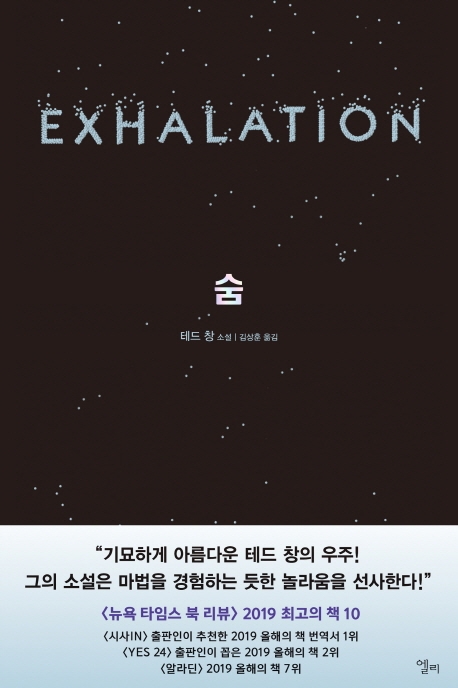 EXHALATION
숨
테드 창 소설 | 김상훈 옮김
“기묘하게 아름다운 테드 창의 우주!
그의 소설은 마법을 경험하는 듯한 놀라움을 선사한다!”
〈뉴욕 타임스 북 리뷰〉 2019 최고의 책 10
〈시사IN〉 출판인이 추천한 2019 올해의 책 번역서 1위
〈YES 24〉 출판인이 꼽은 2019 올해의 책 2위
〈알라딘〉 2019 올해의 책 7위
엘리